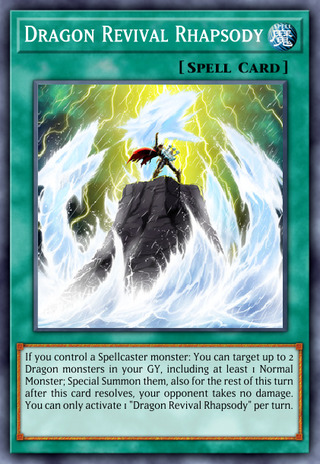 Dragon Revival Rhapsody
魔
[Spell Card]
If you control a Spellcaster monster: You can target up to 2
Dragon monsters in your GY, including at least 1 Normal
Monster; Special Summon them, also for the rest of this turn
after this card resolves, your opponent takes no damage.
You can only activate 1 "Dragon Revival Rhapsody" per turn.